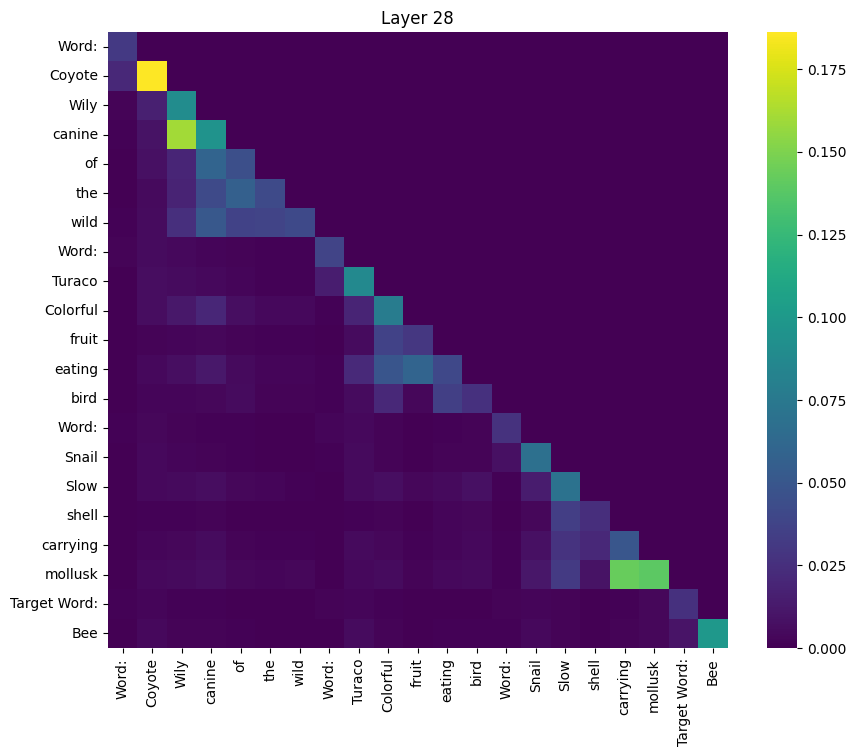 Layer 28
Word:
Coyote
Wily
canine
of
the
wild
Word:
Turaco
Colorful
fruit
eating
bird
Word:
Snail
Slow
shell
carrying
mollusk
Target Word:
Bee
Word:
Coyote
Wily
canine
of
the
wild
Word:
Turaco
Colorful
fruit
eating
bird
Word:
Snail
Slow
shell
carrying
mollusk
Target Word:
Bee
0.175
0.150
0.125
0.100
0.075
0.050
0.025
0.000